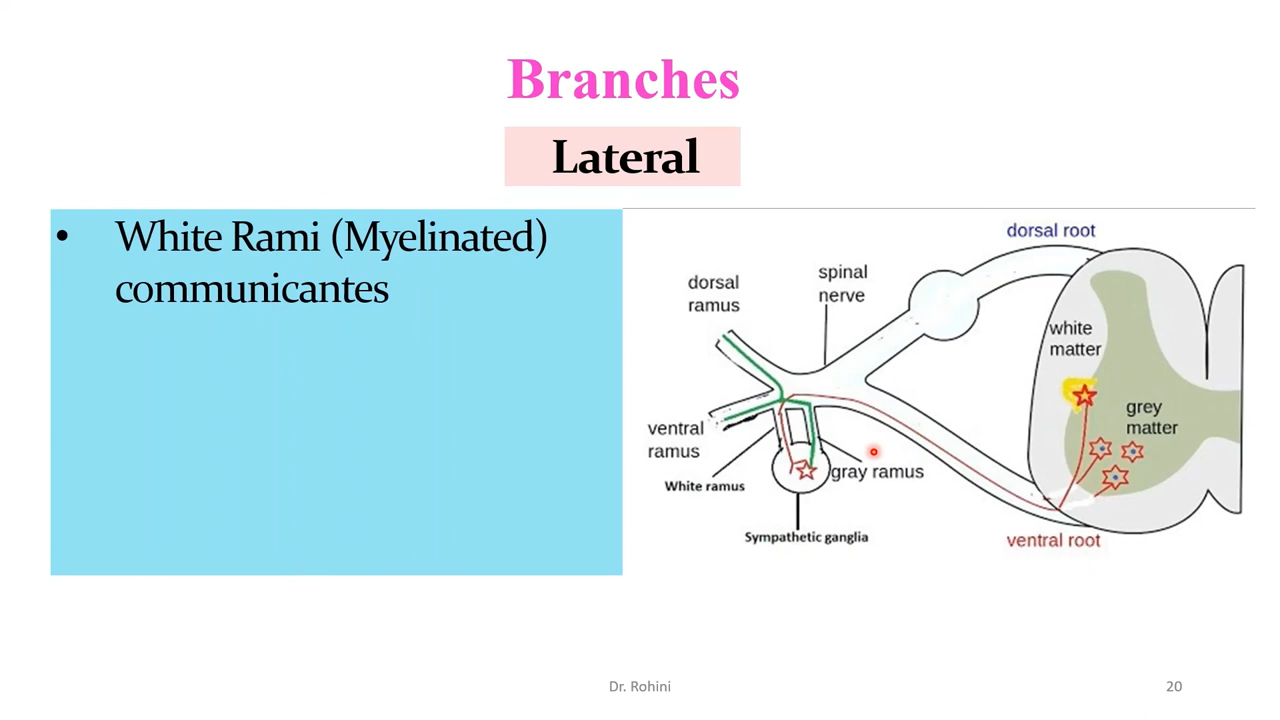 Branches
Lateral
• White Rami (Myelinated)
communicantes
dorsal root
dorsal
ramus
spinal
nerve
white
matter
grey
matter
ventral
ramus
White ramus
gray ramus
Sympathetic ganglia
ventral root
Dr. Rohini
20